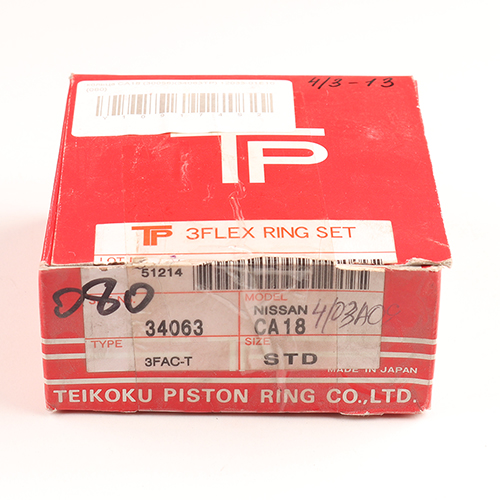 4/3-13
TP
TP 3FLEX RING SET
51214
080
MODEL
NISSAN
34063
CA18
TYPE
SIZE
3FAC-T
STD
MADE IN JAPAN
TEIKOKU PISTON RING CO.,LTD.